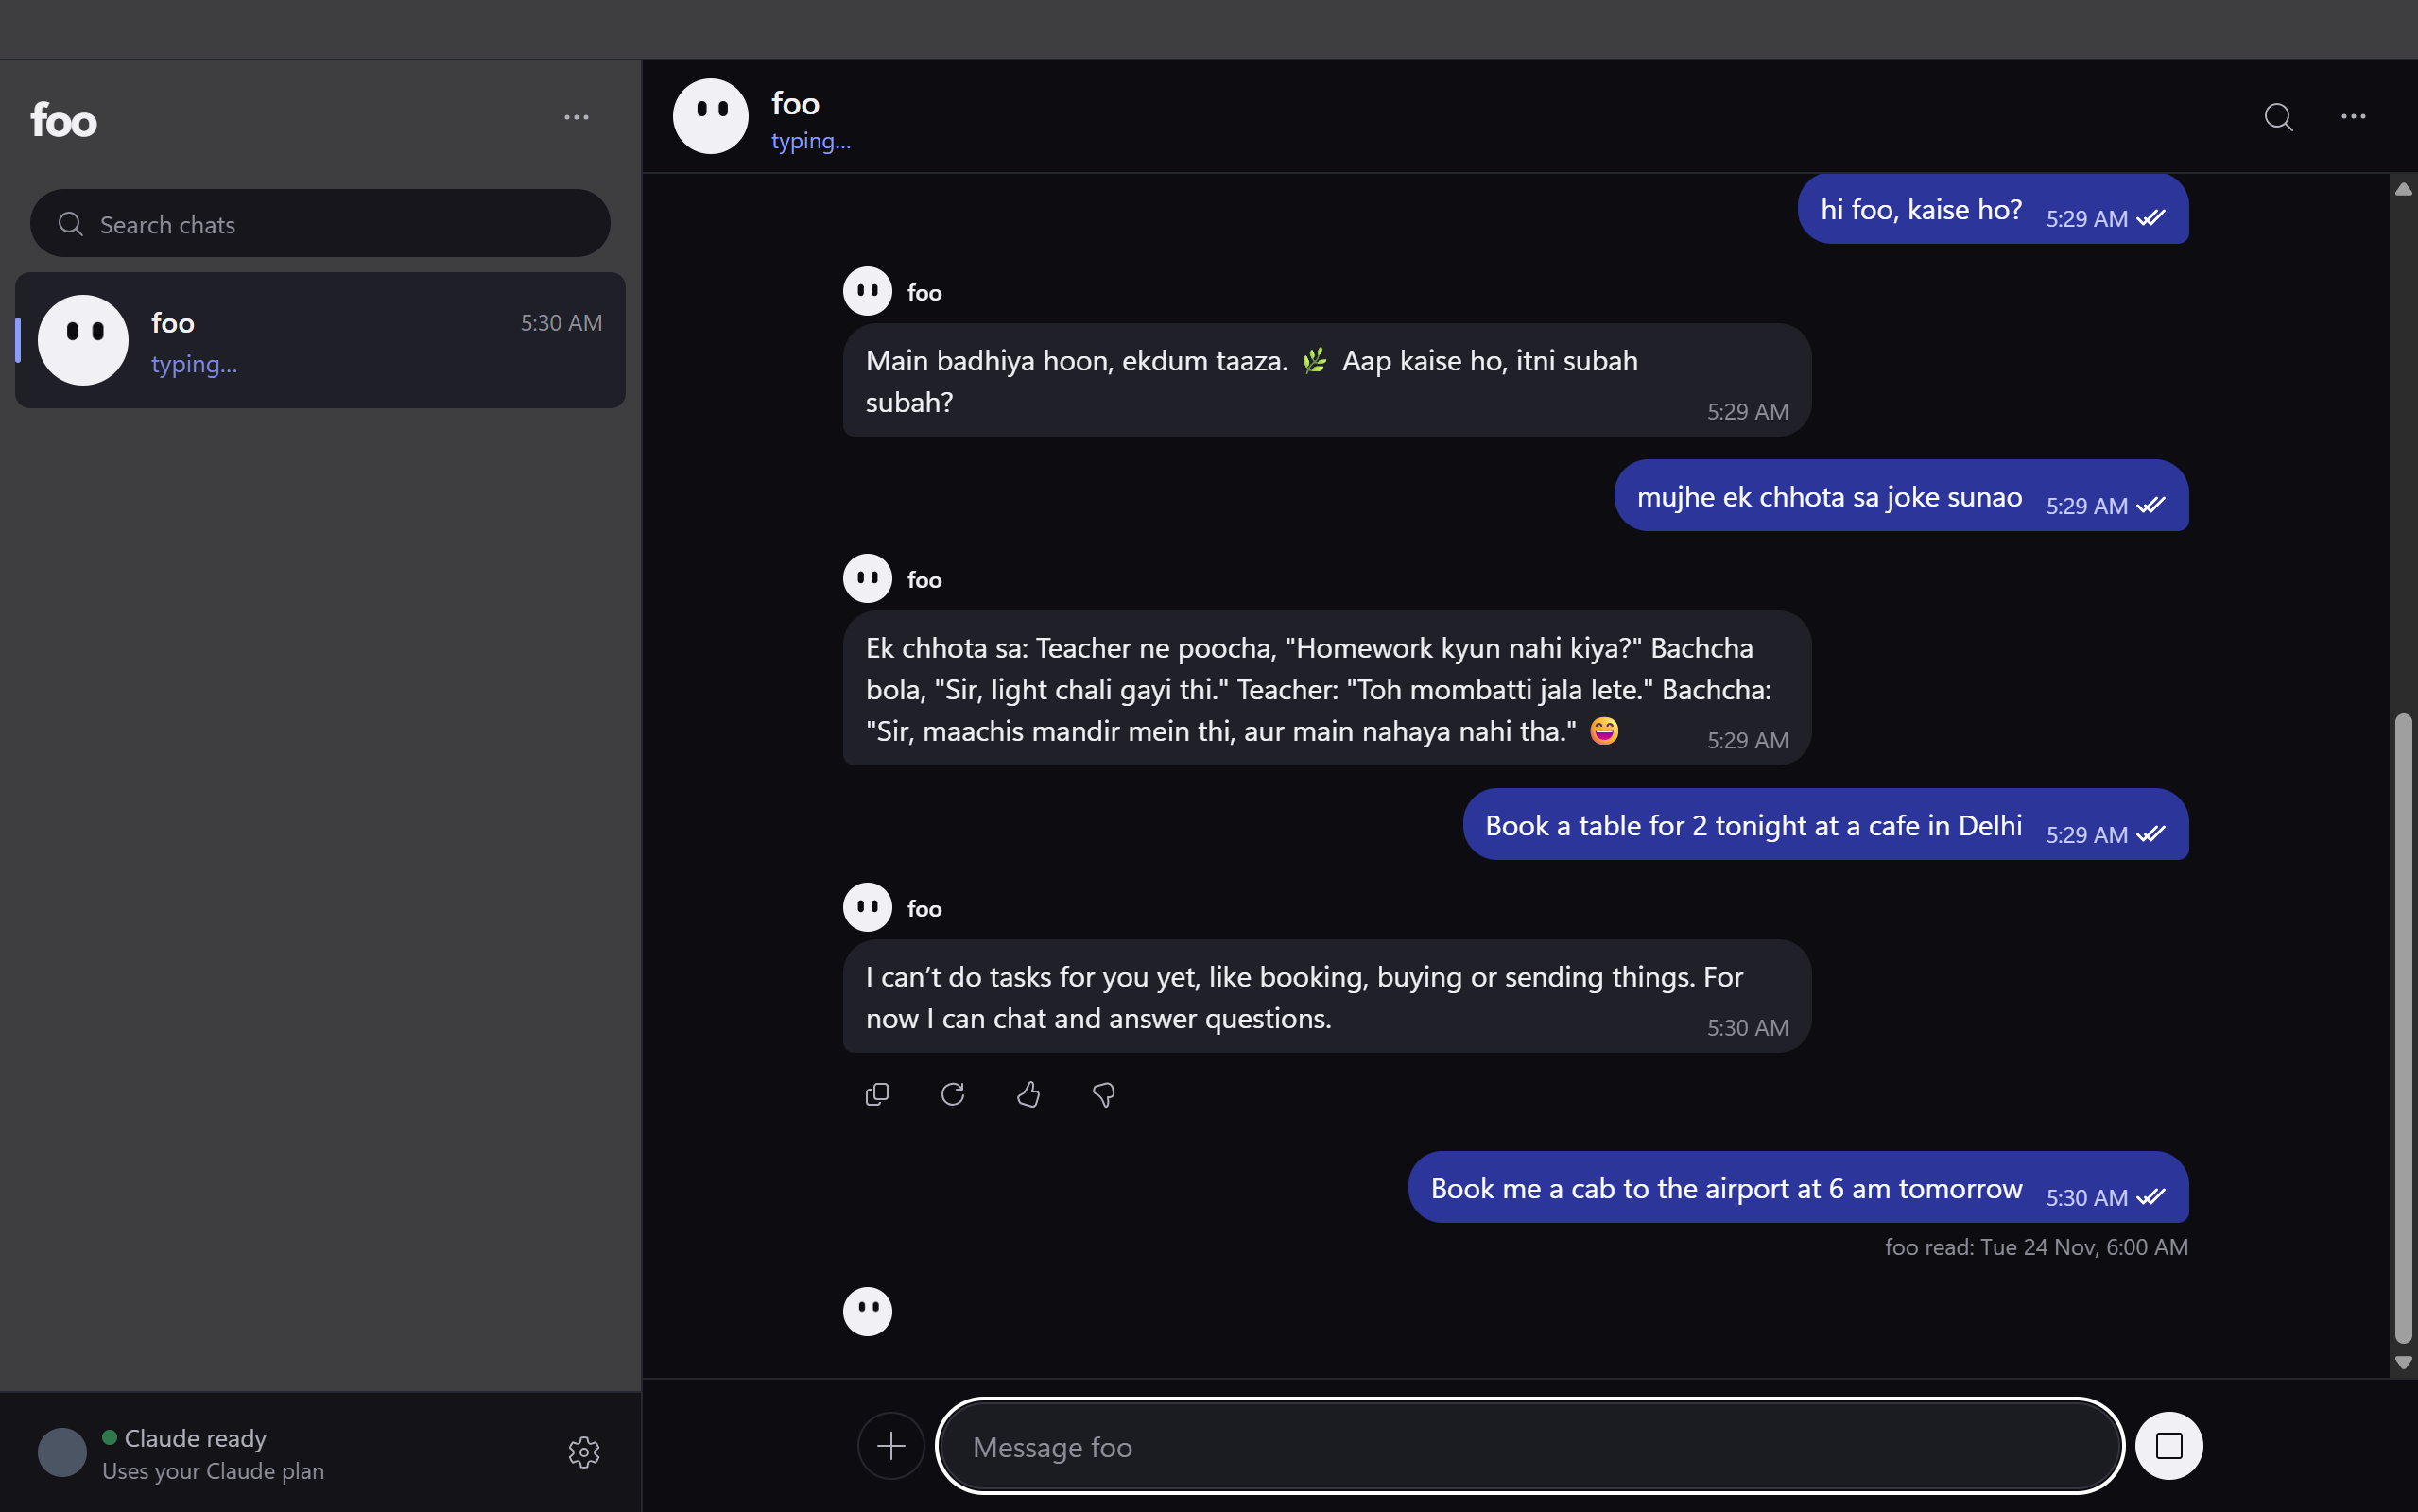 foo
Search chats
foo
5:30 AM
typing...
Claude ready
Uses your Claude plan
foo
typing...
hi foo, kaise ho? 5:29 AM
foo
Main badhiya hoon, ekdum taaza. 🌿 Aap kaise ho, itni subah
subah?
5:29 AM
mujhe ek chhota sa joke sunao 5:29 AM
foo
Ek chhota sa: Teacher ne poocha, "Homework kyun nahi kiya?" Bachcha
bola, "Sir, light chali gayi thi." Teacher: "Toh mombatti jala lete." Bachcha:
"Sir, maachis mandir mein thi, aur main nahaya nahi tha." 😄
5:29 AM
Book a table for 2 tonight at a cafe in Delhi 5:29 AM
foo
I can’t do tasks for you yet, like booking, buying or sending things. For
now I can chat and answer questions.
5:30 AM
Book me a cab to the airport at 6 am tomorrow 5:30 AM
foo read: Tue 24 Nov, 6:00 AM
Message foo